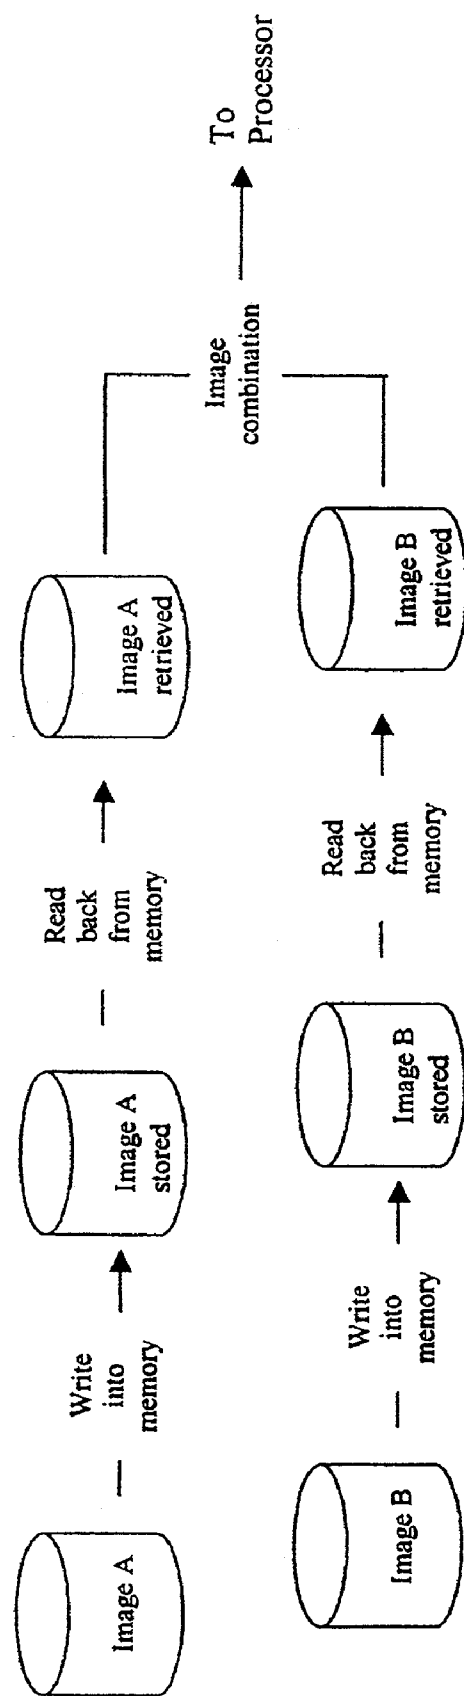 Image A
Write
into
memory
Image A
stored
Read
back
from
memory
Image A
retrieved
Image B
Write
into
memory
Image B
stored
Read
back
from
memory
Image B
retrieved
Image
combination
To
Processor